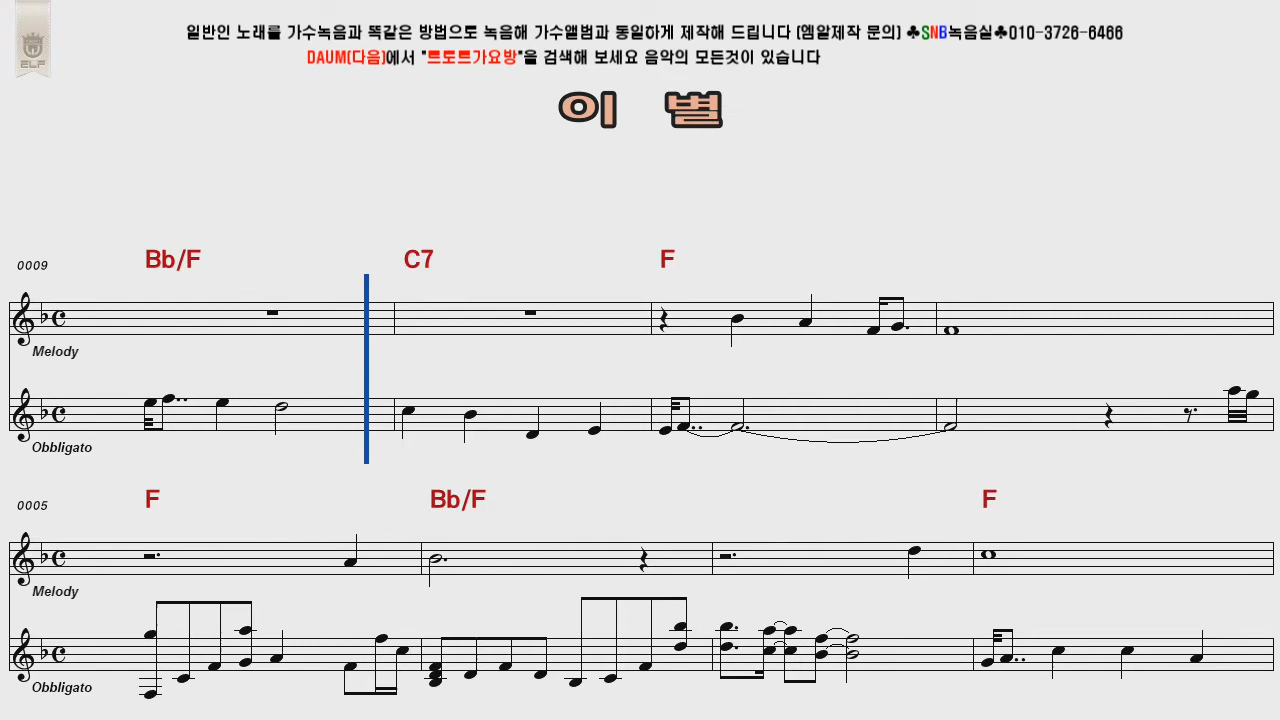 일반인 노래를 가수녹음과 똑같은 방법으로 녹음해 가수앨범과 동일하게 제작해 드립니다 (엠알제작 문의) ♣SNB녹음실♣010-3726-6466
DAUM(다음)에서 "트로트가요방"을 검색해 보세요 음악의 모든것이 있습니다
ELF
이 별
0009 Bb/F C7 F
Melody
Obbligato
0005 F Bb/F F
Melody
Obbligato